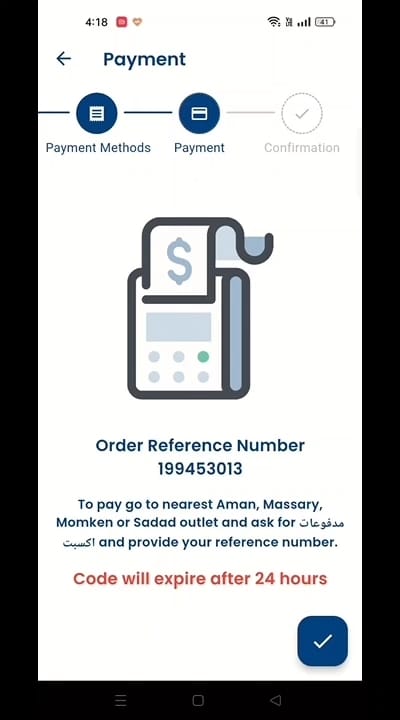 4:18
41
Payment
Payment Methods
Payment
Confirmation
$
Order Reference Number
199453013
To pay go to nearest Aman, Massary,
Momken or Sadad outlet and ask for مدفوعات
اكسبت and provide your reference number.
Code will expire after 24 hours